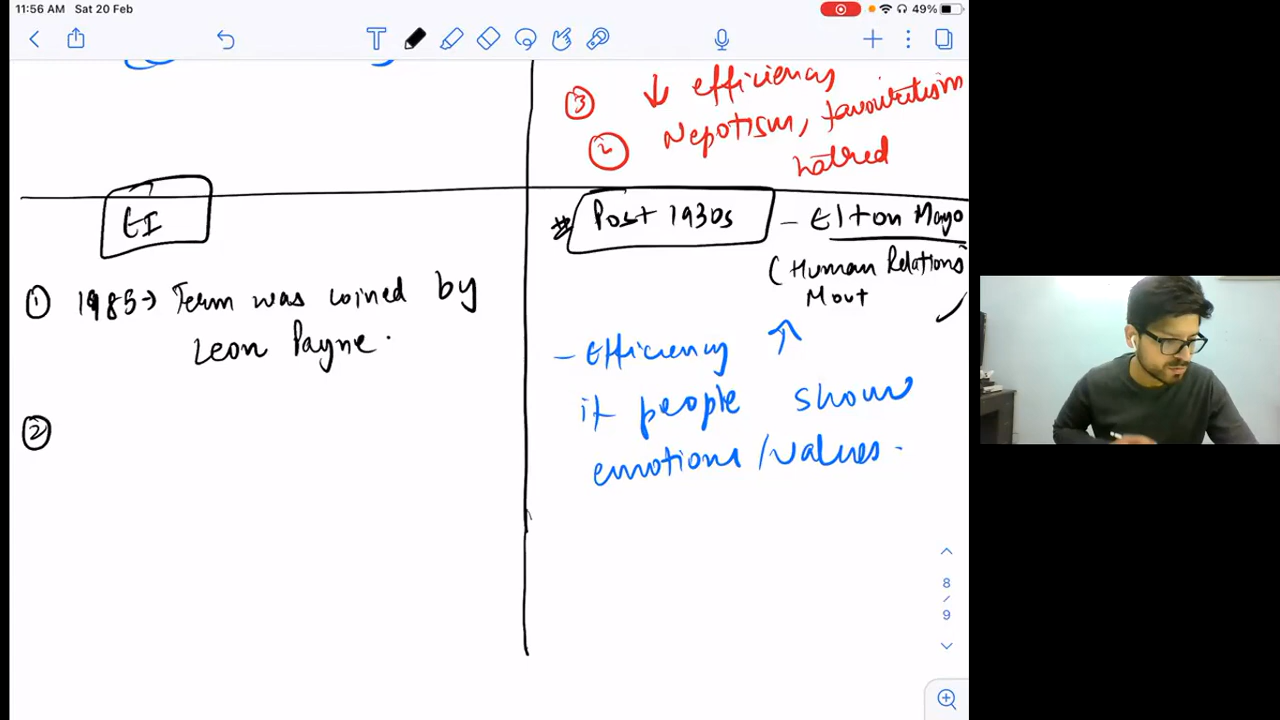 11:56 AM Sat 20 Feb
49%
T
③ ↓ efficiency
② Nepotism, favouritism
hatred
EI
① 1985→ Term was coined by
Leon Payne.
②
# Post 1930s - Elton Mayo
(Human Relations
Movt
- Efficiency ↑
if people show
emotions/values.
8
/
9